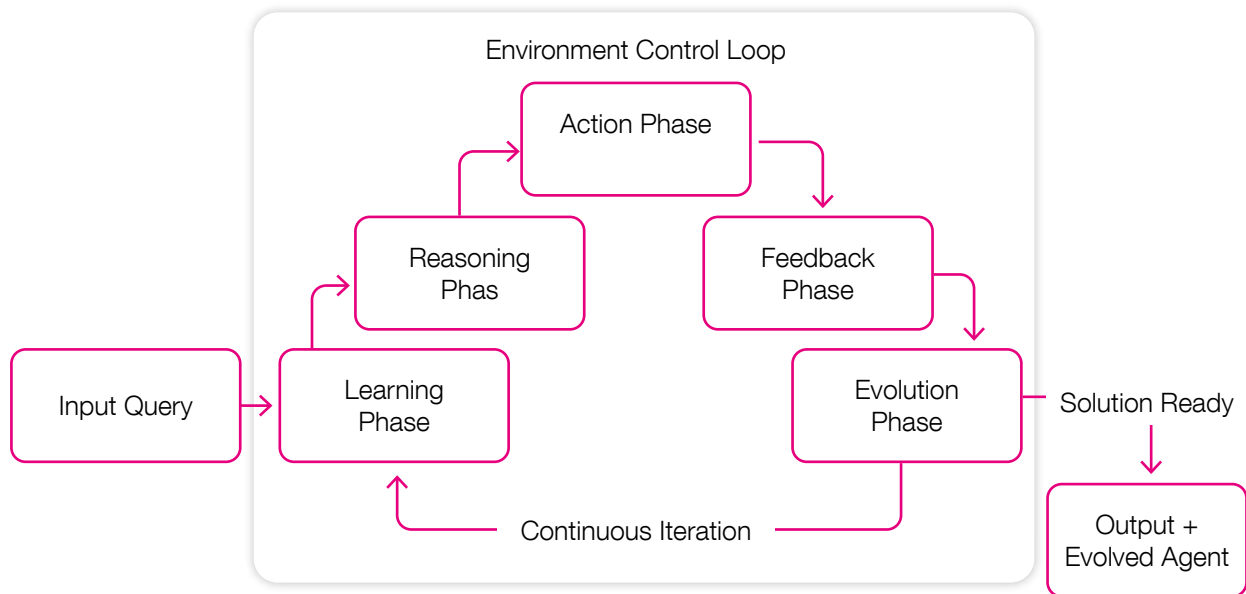 Environment Control Loop
Action Phase
Reasoning
Phas
Feedback
Phase
Input Query
Learning
Phase
Evolution
Phase
Solution Ready
Continuous Iteration
Output +
Evolved Agent